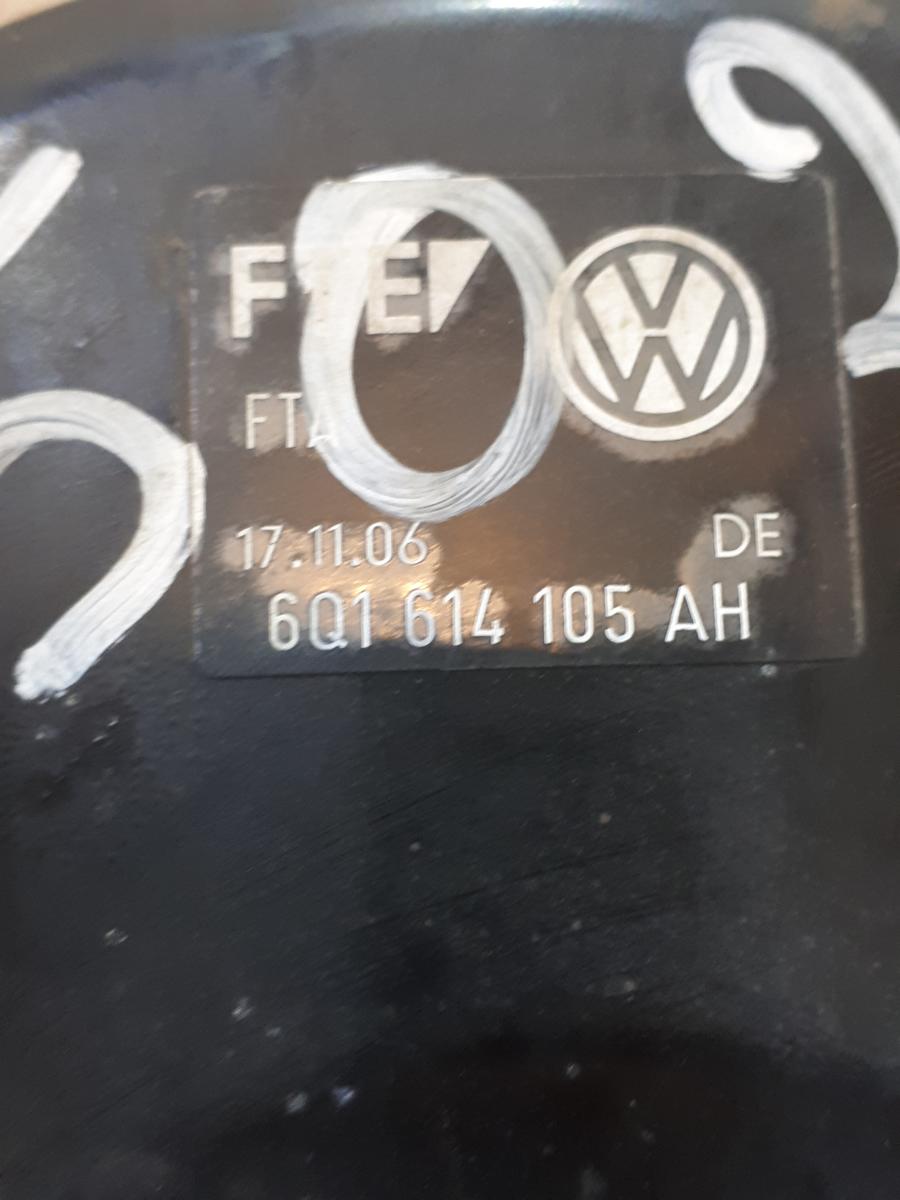 FTE
FTA
17.11.06 DE
6Q1 614 105 AH